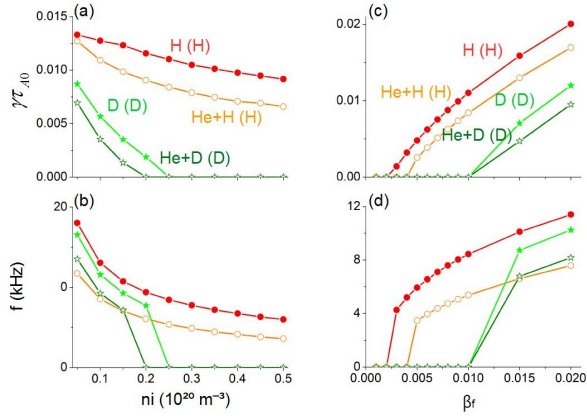 (a)
0.015
0.010
0.005
0.000
γτA0
H (H)
He+H (H)
D (D)
He+D (D)
(c)
0.02
0.01
0.00
H (H)
He+H (H)
D (D)
He+D (D)
(b)
20
0
0
f (kHz)
0.1 0.2 0.3 0.4 0.5
ni (10²⁰ m⁻³)
(d)
12
8
4
0
0.000 0.005 0.010 0.015 0.020
βf